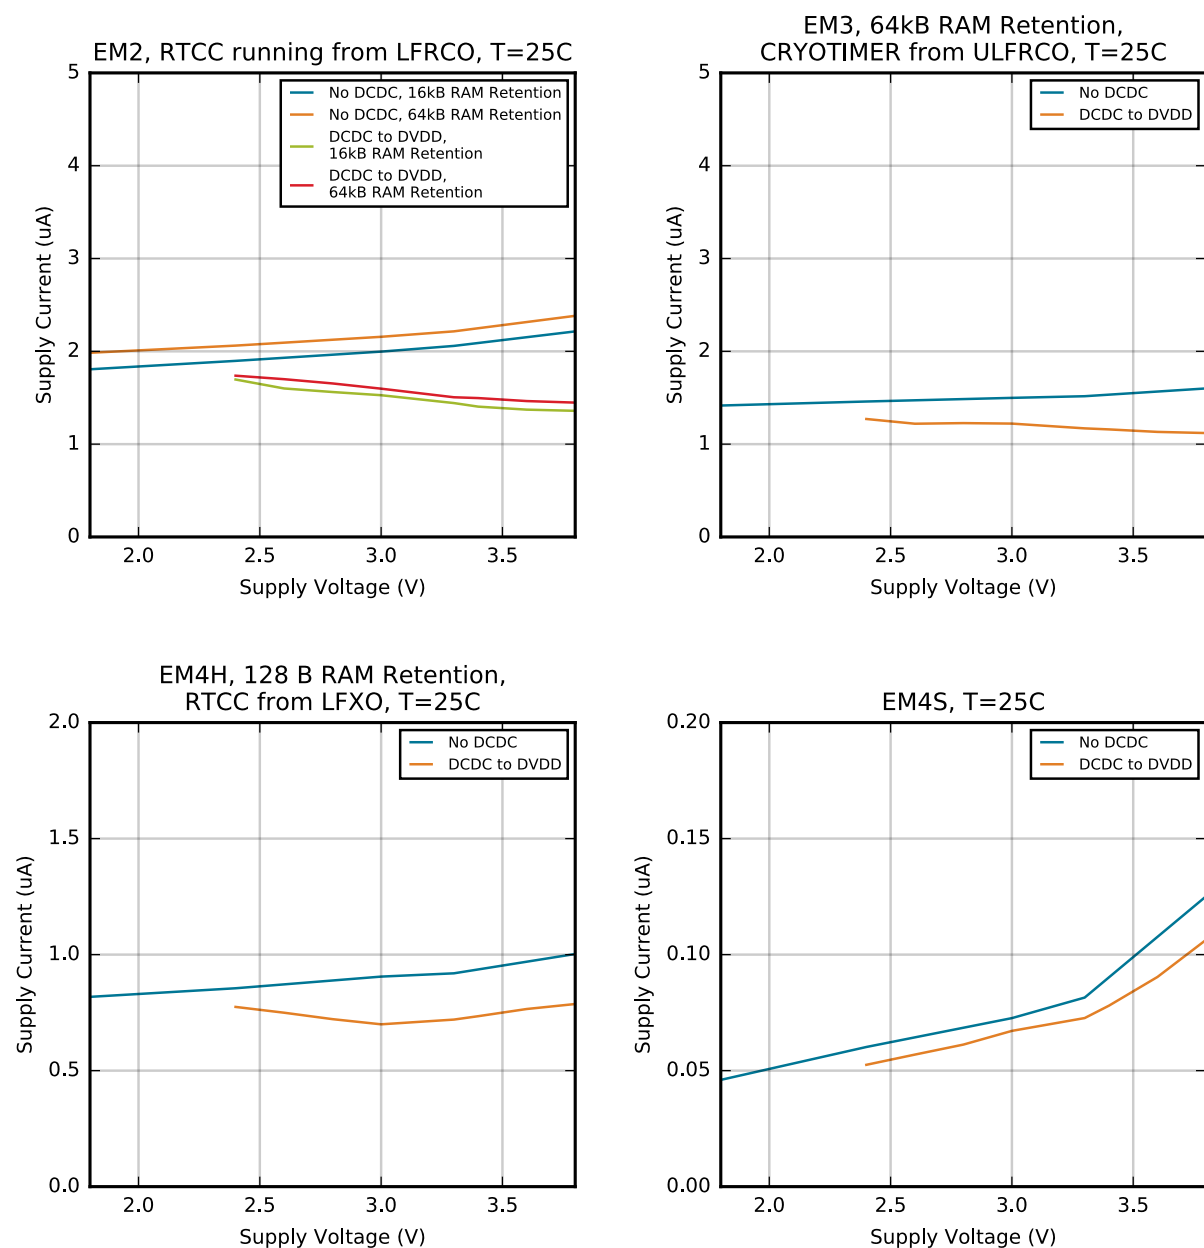 EM2, RTCC running from LFRCO, T=25C
5
4
3
2
1
0
Supply Current (uA)
No DCDC, 16kB RAM Retention
No DCDC, 64kB RAM Retention
DCDC to DVDD,
16kB RAM Retention
DCDC to DVDD,
64kB RAM Retention
2.0 2.5 3.0 3.5
Supply Voltage (V)
EM3, 64kB RAM Retention,
CRYOTIMER from ULFRCO, T=25C
5
4
3
2
1
0
Supply Current (uA)
No DCDC
DCDC to DVDD
2.0 2.5 3.0 3.5
Supply Voltage (V)
EM4H, 128 B RAM Retention,
RTCC from LFXO, T=25C
2.0
1.5
1.0
0.5
0.0
Supply Current (uA)
No DCDC
DCDC to DVDD
2.0 2.5 3.0 3.5
Supply Voltage (V)
EM4S, T=25C
0.20
0.15
0.10
0.05
0.00
Supply Current (uA)
No DCDC
DCDC to DVDD
2.0 2.5 3.0 3.5
Supply Voltage (V)